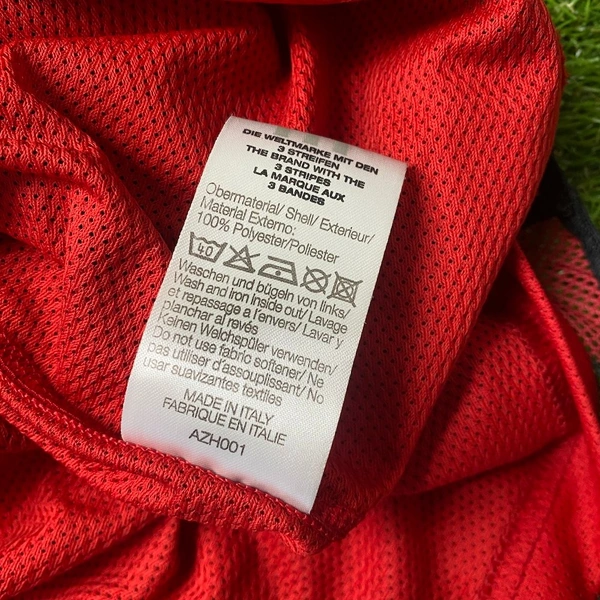 DIE WELTMARKE MIT DEN
3 STREIFEN
THE BRAND WITH THE
3 STRIPES
LA MARQUE AUX
3 BANDES
Obermaterial/ Shell/ Exterieur/
Material Externo:
100% Polyester/Poliester
40
Waschen und bügeln von links/
Wash and iron inside out/ Lavage
et repassage a l'envers/ Lavar y
planchar al revés
Keinen Welchspüler verwenden/
Do not use fabric softener/ Ne
pas utiliser d'assouplissant/ No
usar suavizantes textiles
MADE IN ITALY
FABRIQUE EN ITALIE
AZH001